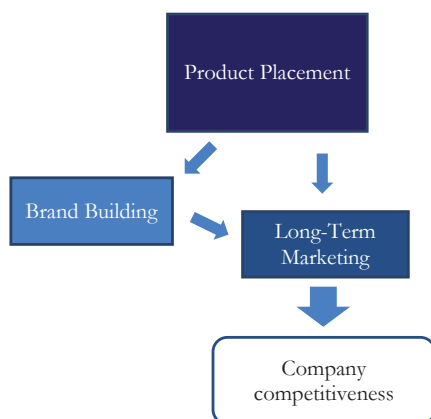 Product Placement
Brand Building
Long-Term
Marketing
Company
competitiveness